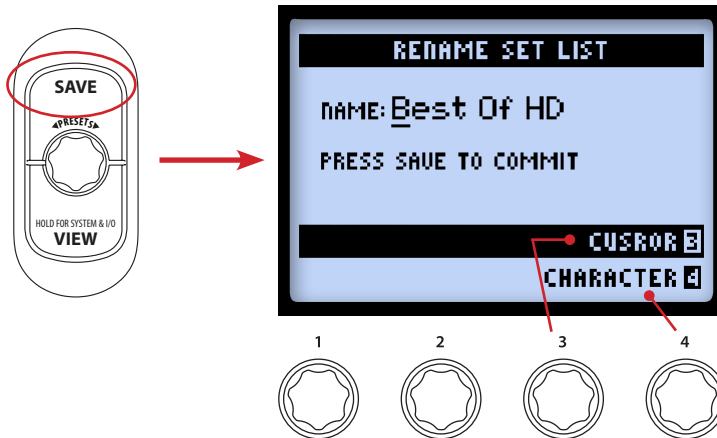 SAVE
◄PRESETS►
HOLD FOR SYSTEM & I/O
VIEW
RENAME SET LIST
NAME: Best Of HD
PRESS SAVE TO COMMIT
CUSROR 3
CHARACTER 4
1 2 3 4